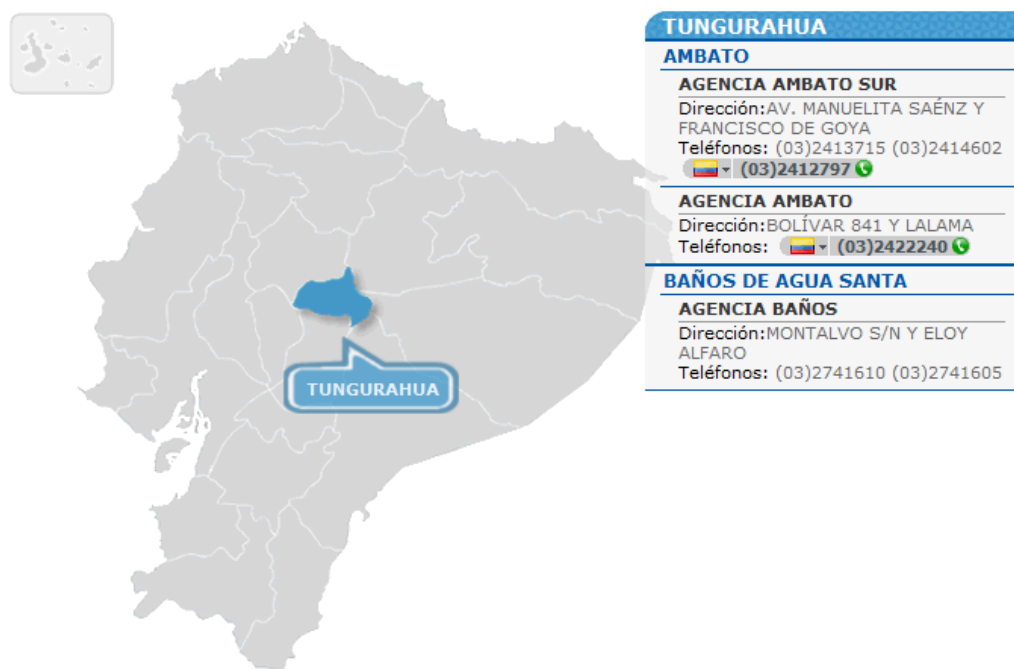 TUNGURAHUA
TUNGURAHUA
AMBATO
AGENCIA AMBATO SUR
Dirección:AV. MANUELITA SAÉNZ Y
FRANCISCO DE GOYA
Teléfonos: (03)2413715 (03)2414602
(03)2412797
AGENCIA AMBATO
Dirección:BOLÍVAR 841 Y LALAMA
Teléfonos: (03)2422240
BAÑOS DE AGUA SANTA
AGENCIA BAÑOS
Dirección:MONTALVO S/N Y ELOY
ALFARO
Teléfonos: (03)2741610 (03)2741605